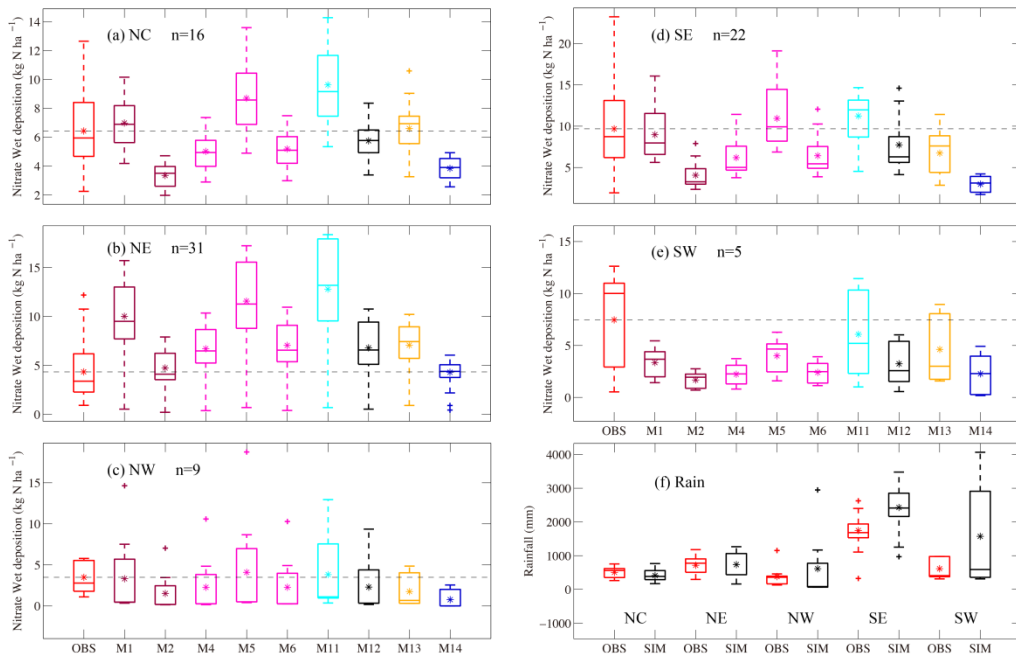 (a) NC n=16
Nitrate Wet deposition (kg N ha −1)
14
12
10
8
6
4
2
(b) NE n=31
Nitrate Wet deposition (kg N ha −1)
15
10
5
0
(c) NW n=9
Nitrate Wet deposition (kg N ha −1)
15
10
5
0
OBS M1 M2 M4 M5 M6 M11 M12 M13 M14
(d) SE n=22
Nitrate Wet deposition (kg N ha −1)
20
15
10
5
(e) SW n=5
Nitrate Wet deposition (kg N ha −1)
15
10
5
0
OBS M1 M2 M4 M5 M6 M11 M12 M13 M14
(f) Rain
Rainfall (mm)
4000
3000
2000
1000
0
−1000
NC NE NW SE SW
OBS SIM OBS SIM OBS SIM OBS SIM OBS SIM